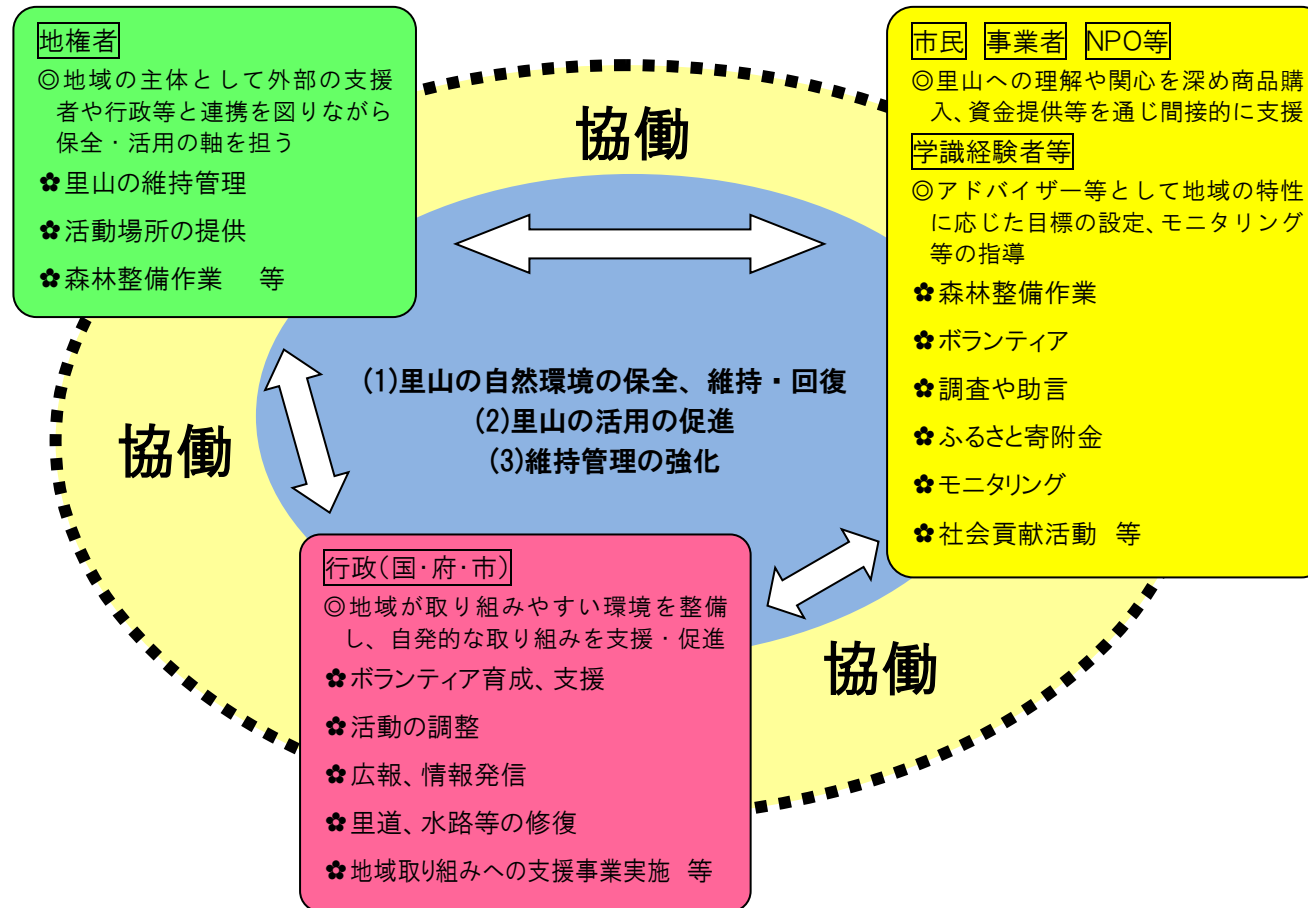 地権者
◎地域の主体として外部の支援
者や行政等と連携を図りながら
保全・活用の軸を担う
✿里山の維持管理
✿活動場所の提供
✿森林整備作業 等
市民 事業者 NPO等
◎里山への理解や関心を深め商品購
入、資金提供等を通じ間接的に支援
学識経験者等
◎アドバイザー等として地域の特性
に応じた目標の設定、モニタリング
等の指導
✿森林整備作業
✿ボランティア
✿調査や助言
✿ふるさと寄附金
✿モニタリング
✿社会貢献活動 等
協働
(1)里山の自然環境の保全、維持・回復
(2)里山の活用の促進
(3)維持管理の強化
協働
協働
行政(国・府・市)
◎地域が取り組みやすい環境を整備
し、自発的な取り組みを支援・促進
✿ボランティア育成、支援
✿活動の調整
✿広報、情報発信
✿里道、水路等の修復
✿地域取り組みへの支援事業実施 等